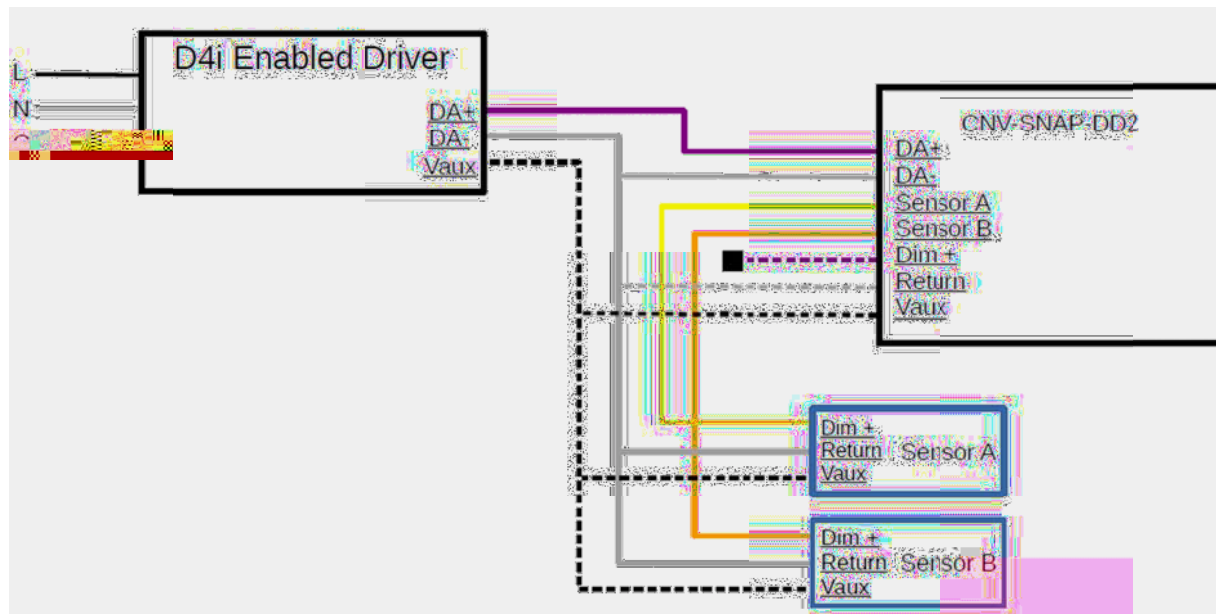 D4i Enabled Driver
L
N
DA+
DA-
Vaux
CNV-SNAP-DD2
DA+
DA-
Sensor A
Sensor B
Dim +
Return
Vaux
Dim +
Return
Vaux
Sensor A
Dim +
Return
Vaux
Sensor B